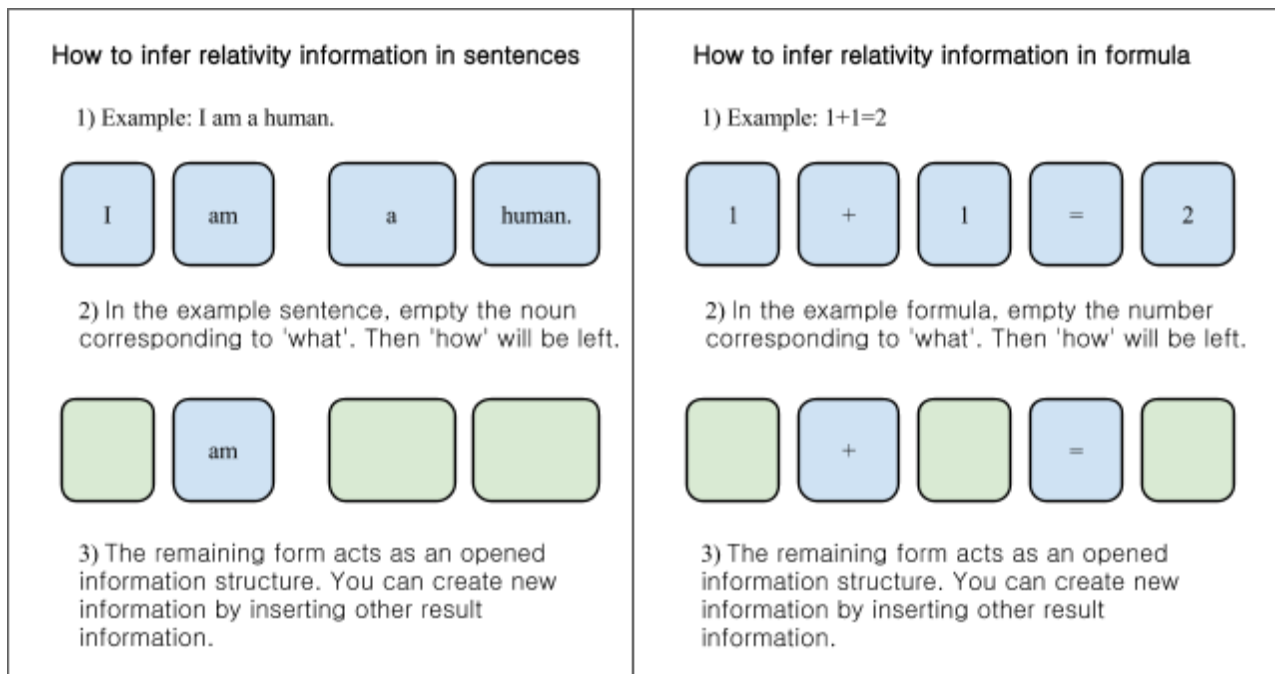 How to infer relativity information in sentences
1) Example: I am a human.
I am a human.
2) In the example sentence, empty the noun
corresponding to 'what'. Then 'how' will be left.
am
3) The remaining form acts as an opened
information structure. You can create new
information by inserting other result
information.
How to infer relativity information in formula
1) Example: 1+1=2
1 + 1 = 2
2) In the example formula, empty the number
corresponding to 'what'. Then 'how' will be left.
+ =
3) The remaining form acts as an opened
information structure. You can create new
information by inserting other result
information.